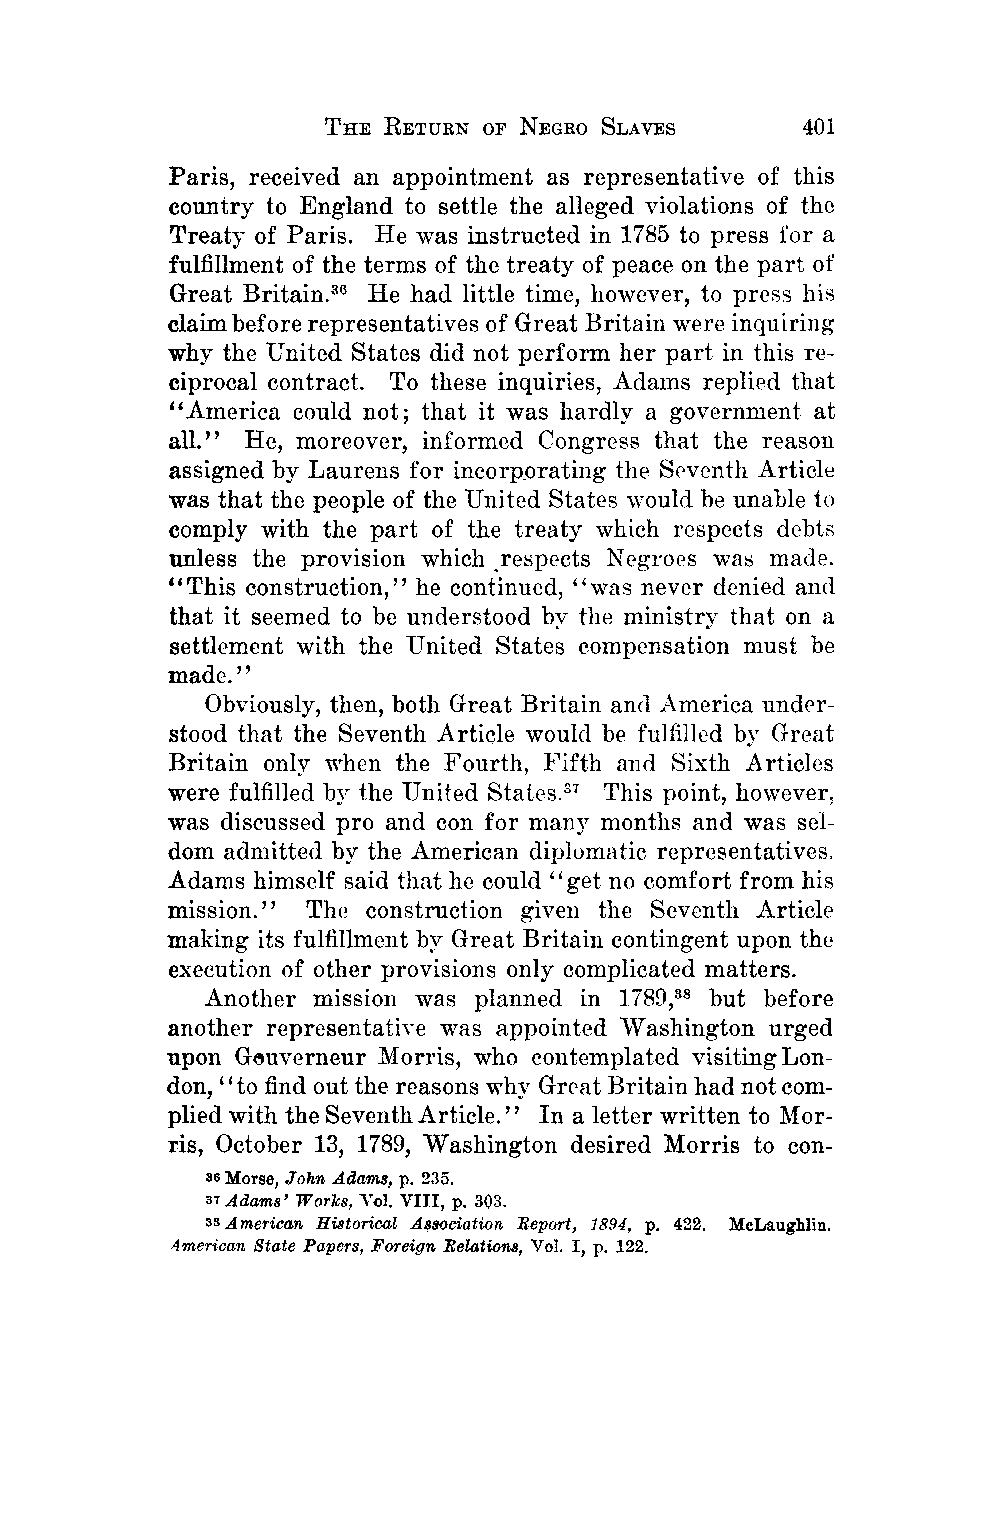 THE RETURN OF NEGRO SLAVES 401
Paris, received an appointment as representative of this
country to England to settle the alleged violations of the
Treaty of Paris. He was instructed in 1785 to press for a
fulfillment of the terms of the treaty of peace on the part of
Great Britain.³⁶ He had little time, however, to press his
claim before representatives of Great Britain were inquiring
why the United States did not perform her part in this re-
ciprocal contract. To these inquiries, Adams replied that
“America could not; that it was hardly a government at
all.” He, moreover, informed Congress that the reason
assigned by Laurens for incorporating the Seventh Article
was that the people of the United States would be unable to
comply with the part of the treaty which respects debts
unless the provision which respects Negroes was made.
“This construction,” he continued, “was never denied and
that it seemed to be understood by the ministry that on a
settlement with the United States compensation must be
made.”
Obviously, then, both Great Britain and America under-
stood that the Seventh Article would be fulfilled by Great
Britain only when the Fourth, Fifth and Sixth Articles
were fulfilled by the United States.³⁷ This point, however,
was discussed pro and con for many months and was sel-
dom admitted by the American diplomatic representatives.
Adams himself said that he could “get no comfort from his
mission.” The construction given the Seventh Article
making its fulfillment by Great Britain contingent upon the
execution of other provisions only complicated matters.
Another mission was planned in 1789,³⁸ but before
another representative was appointed Washington urged
upon Gouverneur Morris, who contemplated visiting Lon-
don, “to find out the reasons why Great Britain had not com-
plied with the Seventh Article.” In a letter written to Mor-
ris, October 13, 1789, Washington desired Morris to con-
³⁶ Morse, John Adams, p. 235.
³⁷ Adams’ Works, Vol. VIII, p. 303.
³⁸ American Historical Association Report, 1894, p. 422. McLaughlin.
American State Papers, Foreign Relations, Vol. I, p. 122.